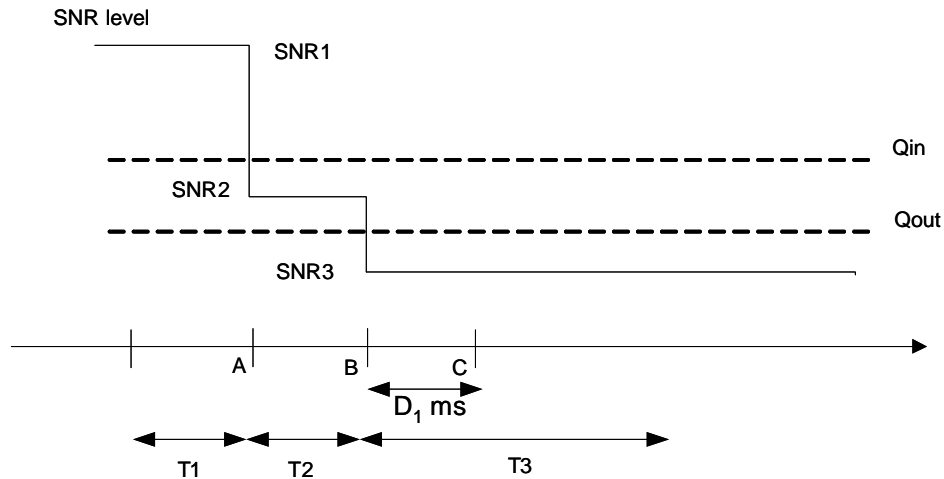 SNR level
SNR1
Qin
SNR2
Qout
SNR3
A B C
D1 ms
T1 T2 T3